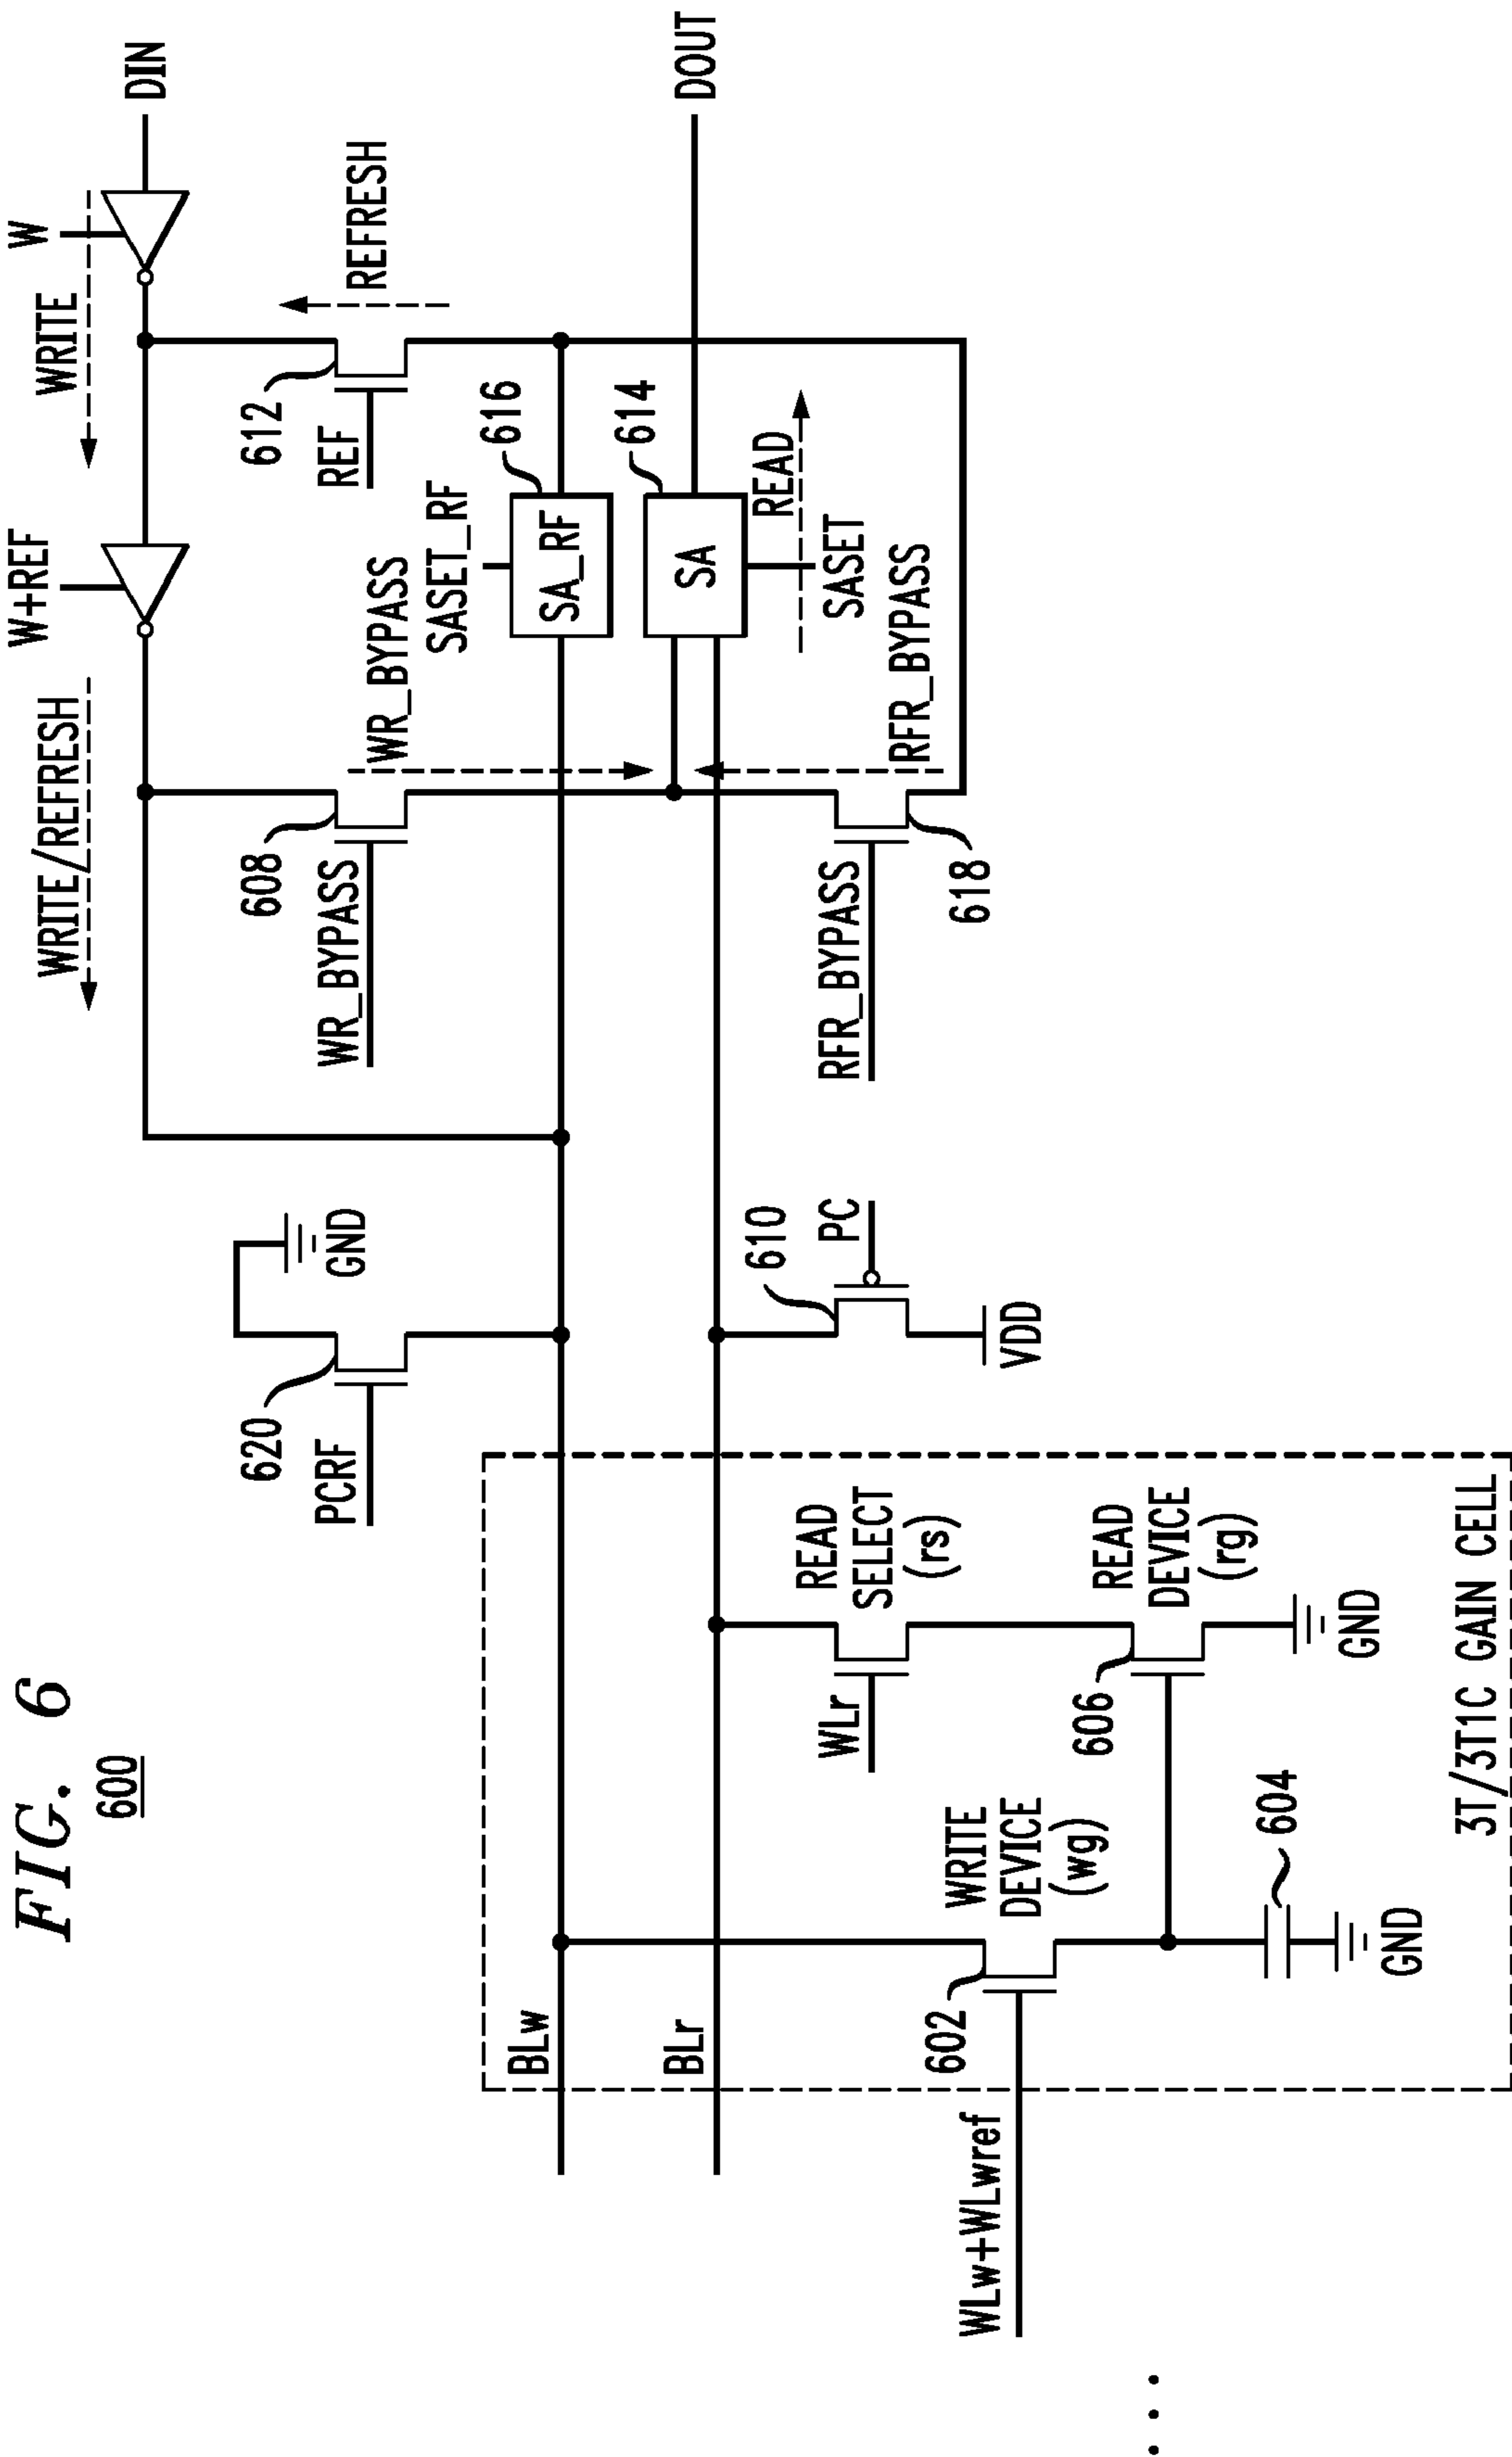 FIG. 6
600
W
WRITE
DIN
W+REF
WRITE/REFRESH
612
REF
REFRESH
608
WR_BYPASS
WR_BYPASS
SASET_RF
SA_RF
616
SA
614
DOUT
READ
SASET
RFR_BYPASS
RFR_BYPASS
618
620
PCRF
GND
610
PC
VDD
BLw
BLr
READ
SELECT
(rs)
WLr
READ
DEVICE
(rg)
606
GND
WRITE
DEVICE
(wg)
602
WLw+WLwref
604
GND
3T/3T1C GAIN CELL
. . .